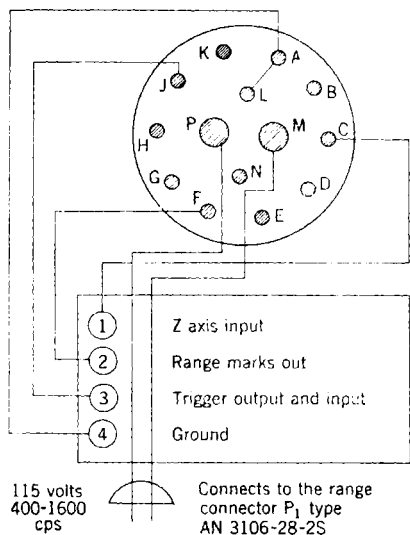 K
A
J
L
B
P
M
C
H
N
G
D
F
E
1 Z axis input
2 Range marks out
3 Trigger output and input
4 Ground
115 volts
400-1600
cps
Connects to the range
connector P1 type
AN 3106-28-2S